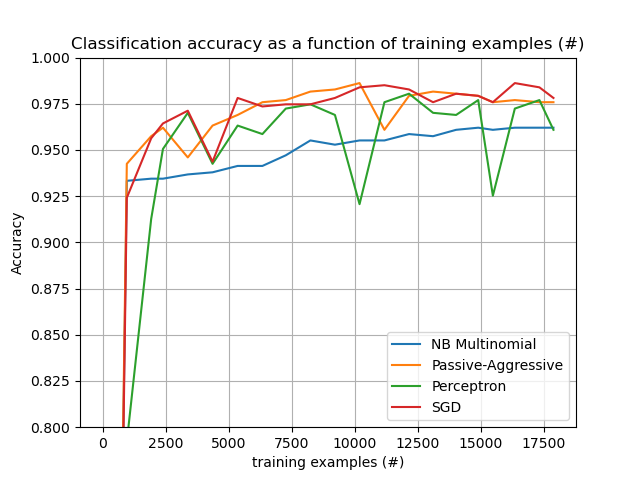 Classification accuracy as a function of training examples (#)
1.000
0.975
0.950
0.925
0.900
0.875
0.850
0.825
0.800
Accuracy
NB Multinomial
Passive-Aggressive
Perceptron
SGD
0 2500 5000 7500 10000 12500 15000 17500
training examples (#)